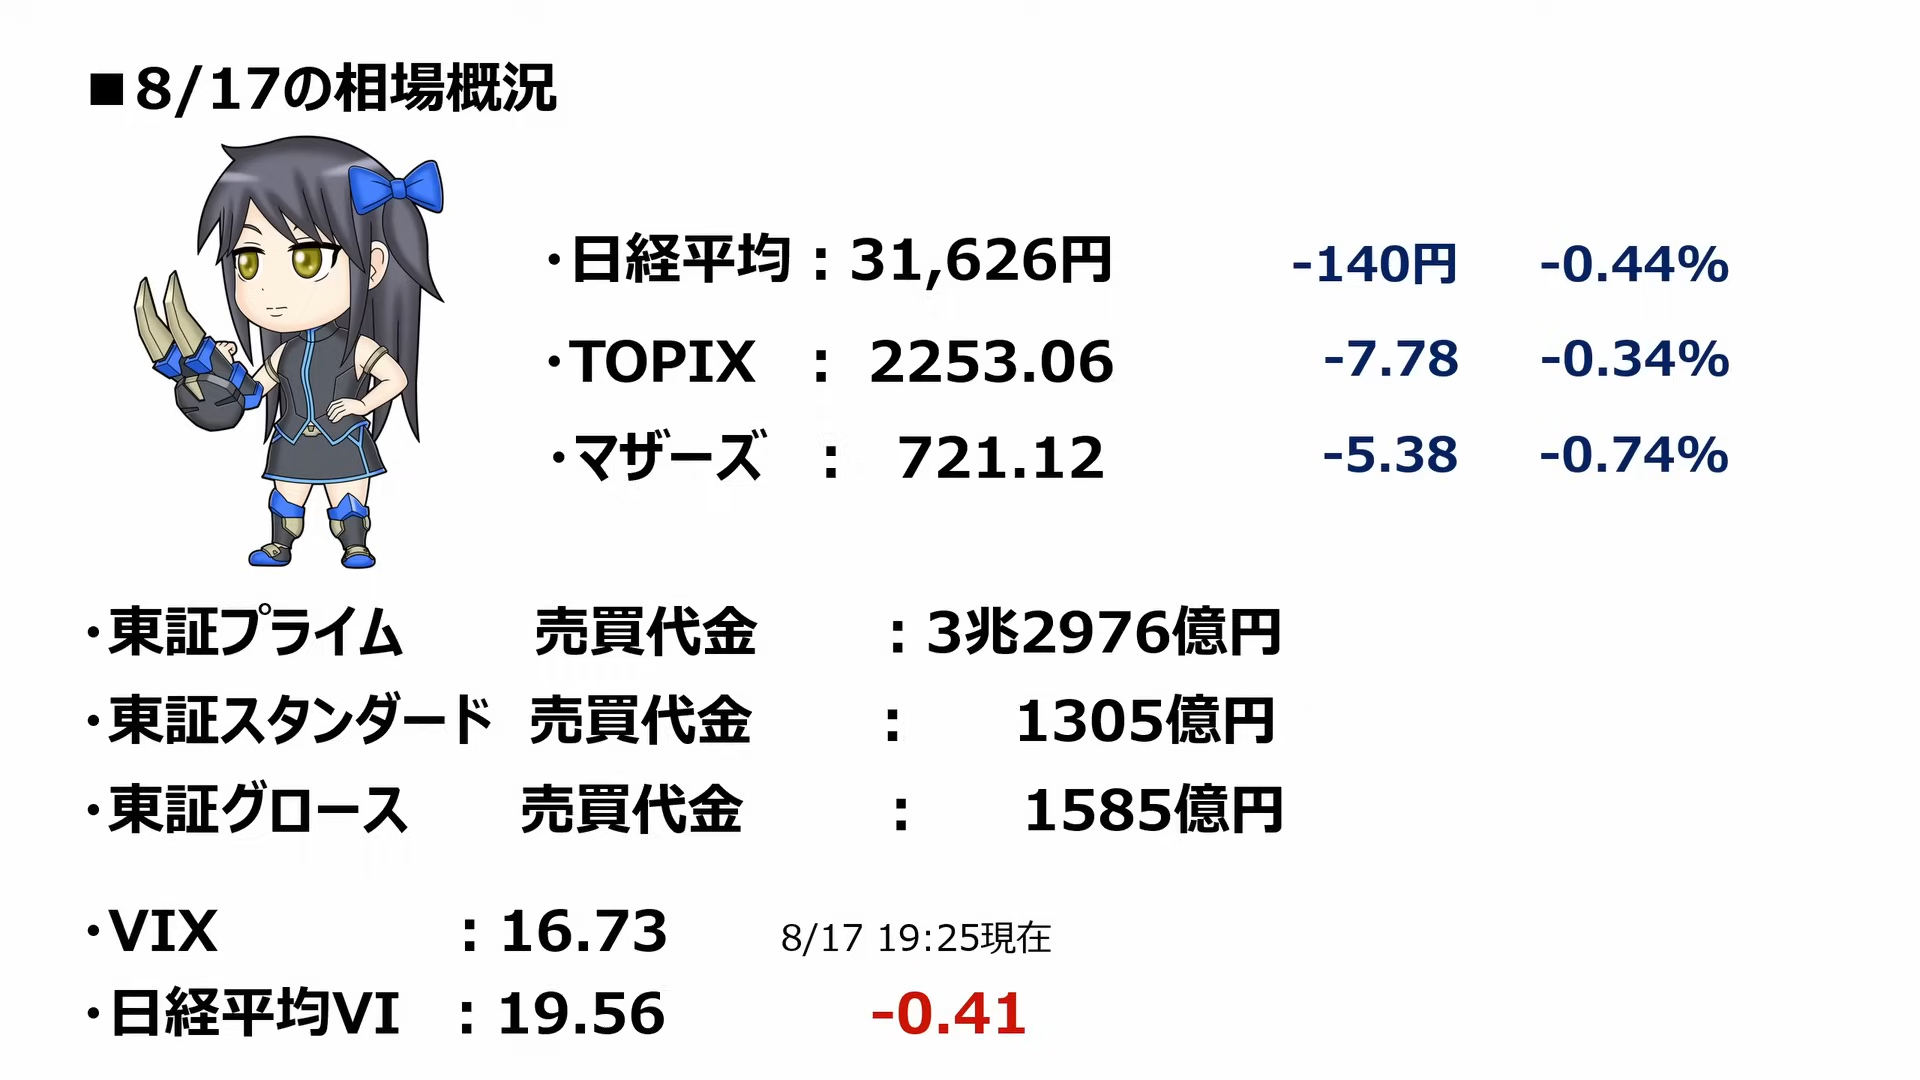 ■8/17の相場概況
・日経平均：31,626円 -140円 -0.44%
・TOPIX ： 2253.06 -7.78 -0.34%
・マザーズ ： 721.12 -5.38 -0.74%
・東証プライム 売買代金 ：3兆2976億円
・東証スタンダード 売買代金 ： 1305億円
・東証グロース 売買代金 ： 1585億円
・VIX ：16.73 8/17 19:25現在
・日経平均VI ：19.56 -0.41